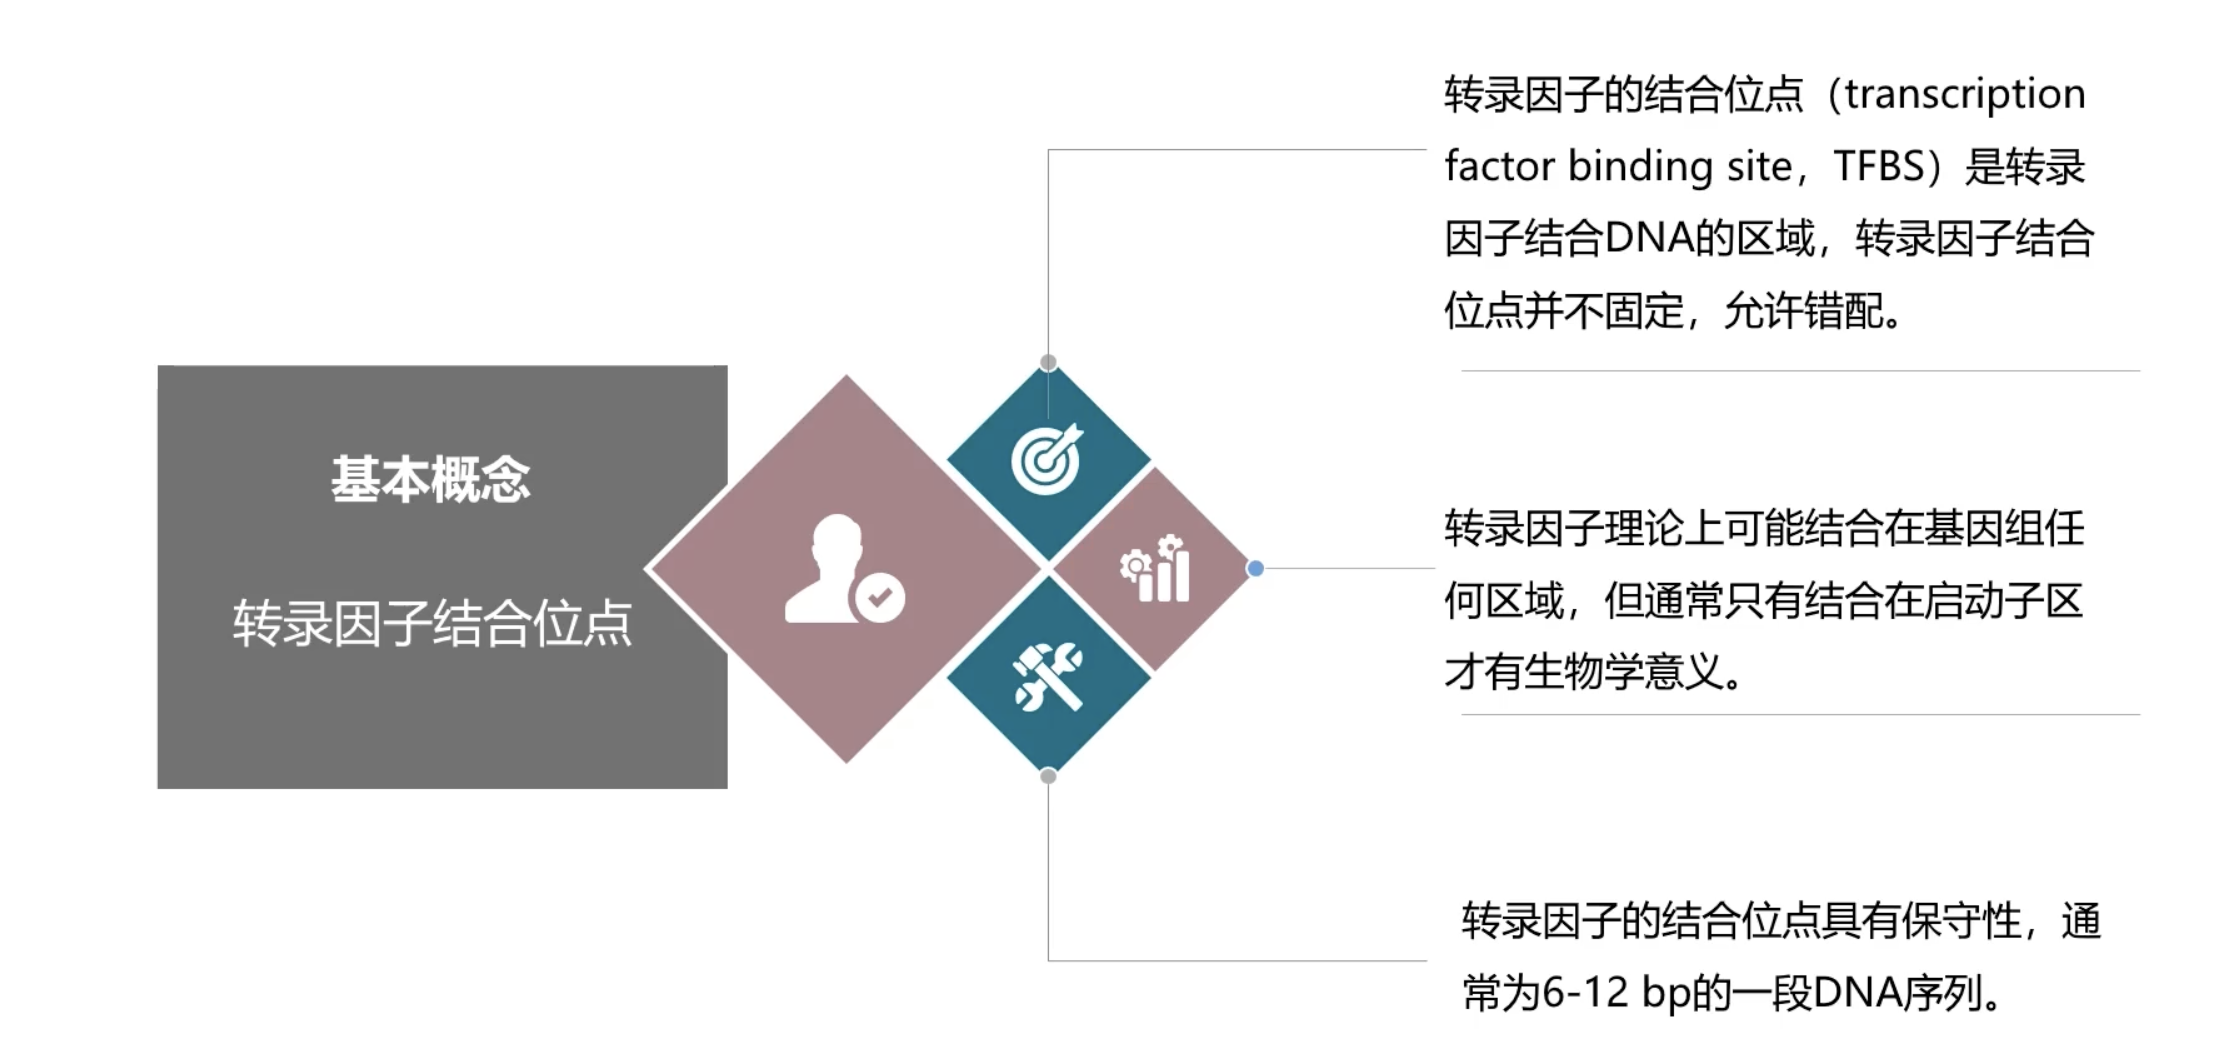 基本概念
转录因子结合位点
转录因子的结合位点（transcription
factor binding site，TFBS）是转录
因子结合DNA的区域，转录因子结合
位点并不固定，允许错配。
转录因子理论上可能结合在基因组任
何区域，但通常只有结合在启动子区
才有生物学意义。
转录因子的结合位点具有保守性，通
常为6-12 bp的一段DNA序列。